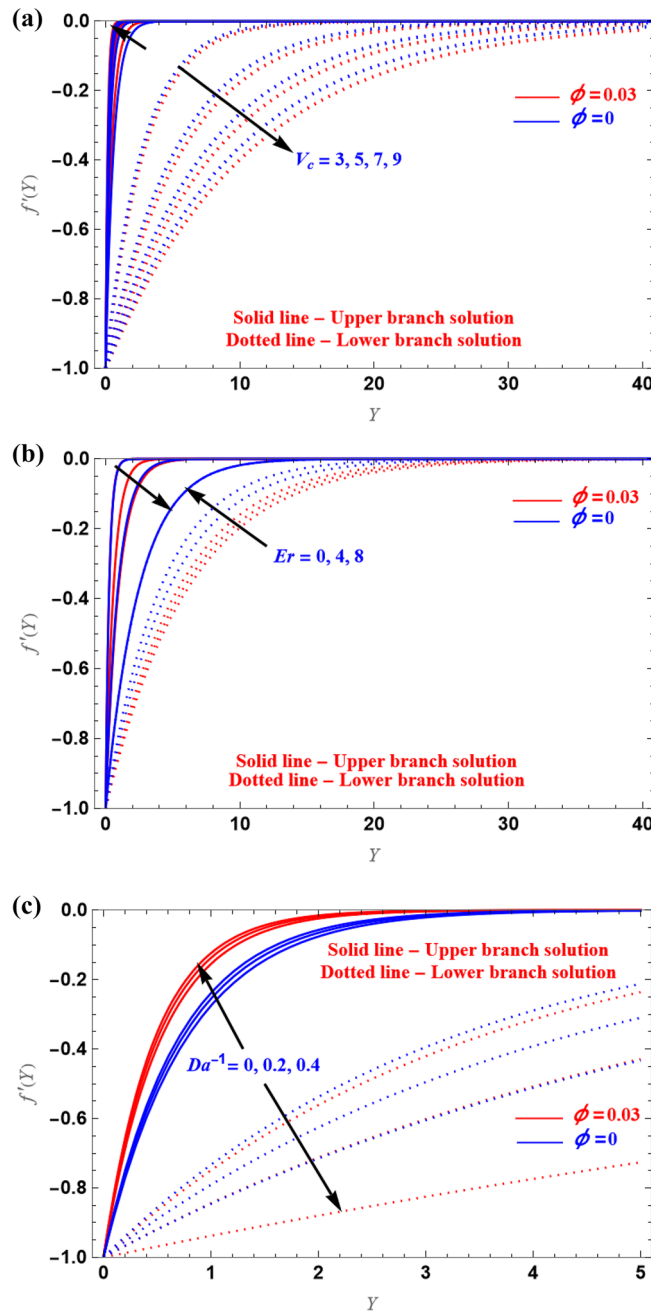 (a)
0.0
−0.2
−0.4
−0.6
−0.8
−1.0
f′(Y)
ϕ = 0.03
ϕ = 0
V_c = 3, 5, 7, 9
Solid line – Upper branch solution
Dotted line – Lower branch solution
0 10 20 30 40
Y
(b)
0.0
−0.2
−0.4
−0.6
−0.8
−1.0
f′(Y)
ϕ = 0.03
ϕ = 0
Er = 0, 4, 8
Solid line – Upper branch solution
Dotted line – Lower branch solution
0 10 20 30 40
Y
(c)
0.0
−0.2
−0.4
−0.6
−0.8
−1.0
f′(Y)
Solid line – Upper branch solution
Dotted line – Lower branch solution
Da⁻¹= 0, 0.2, 0.4
ϕ = 0.03
ϕ = 0
0 1 2 3 4 5
Y